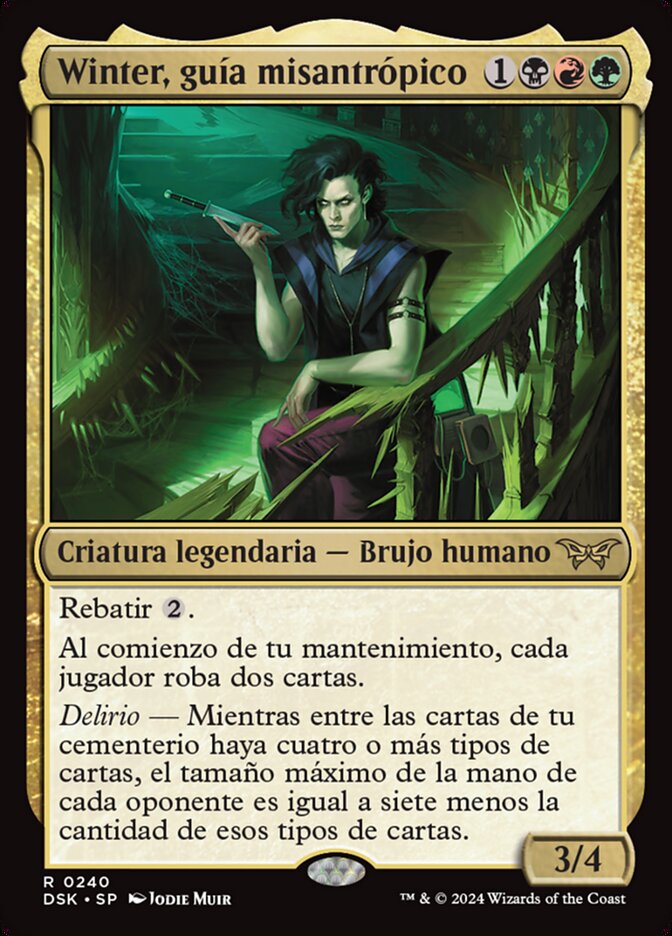 Winter, guía misantrópico 1
Criatura legendaria — Brujo humano
Rebatir 2.
Al comienzo de tu mantenimiento, cada
jugador roba dos cartas.
Delirio — Mientras entre las cartas de tu
cementerio haya cuatro o más tipos de
cartas, el tamaño máximo de la mano de
cada oponente es igual a siete menos la
cantidad de esos tipos de cartas.
3/4
R 0240
DSK • SP Jodie Muir
™ & © 2024 Wizards of the Coast